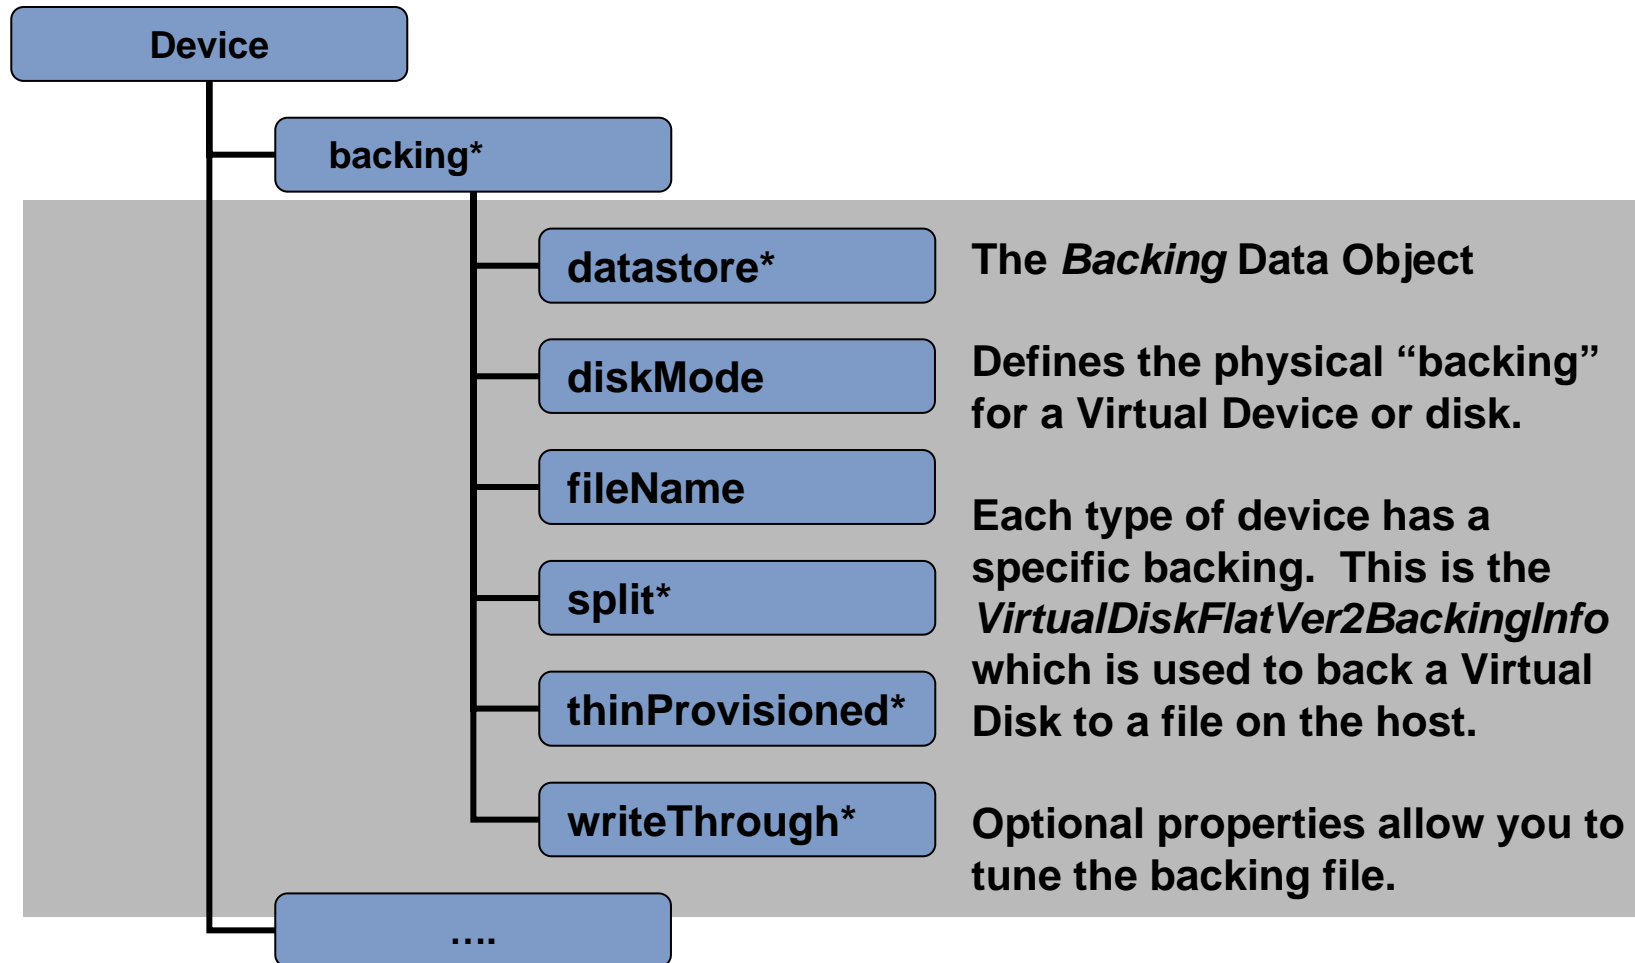 Device
backing*
datastore*
diskMode
fileName
split*
thinProvisioned*
writeThrough*
….
The Backing Data Object
Defines the physical “backing”
for a Virtual Device or disk.
Each type of device has a
specific backing.  This is the
VirtualDiskFlatVer2BackingInfo
which is used to back a Virtual
Disk to a file on the host.
Optional properties allow you to
tune the backing file.